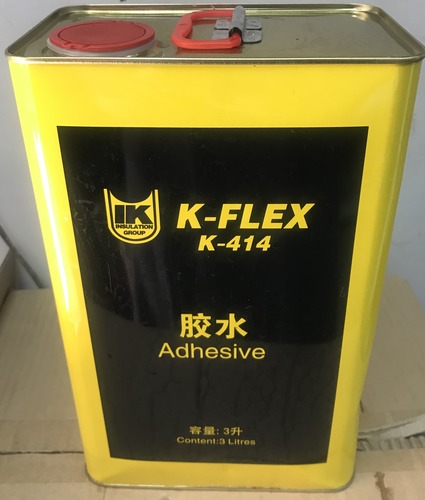 IK
INSULATION
GROUP
K-FLEX
K-414
胶水
Adhesive
容量: 3升
Content:3 Litres